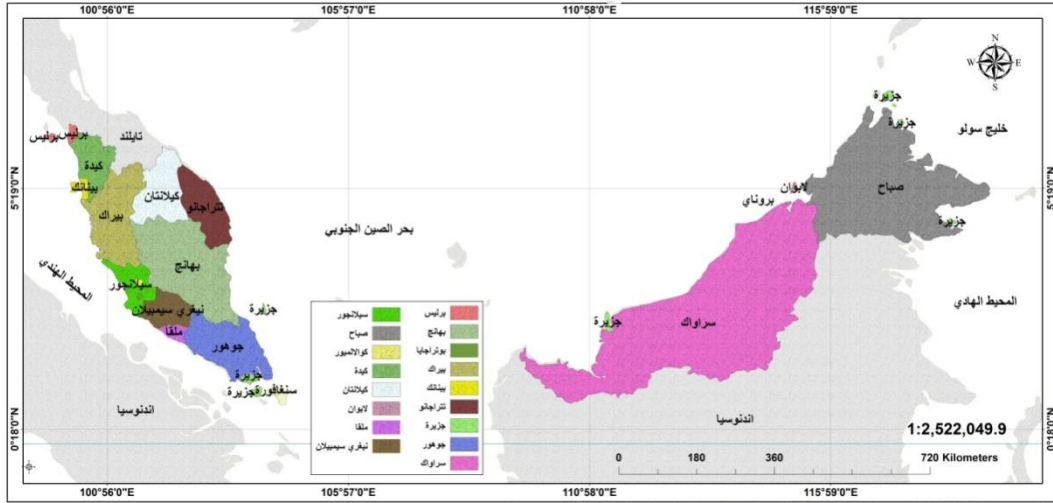 100°56'0"E 105°57'0"E 110°58'0"E 115°59'0"E
N
W E
S
جزيرة
جزيرة
خليج سولو
برليس
برليس
تايلند
كيدة
بينانك
كيلانتان
تتراجانو
بيراك
لابوان
صباح
بروناي
جزيرة
5°19'0"N
5°19'0"N
بحر الصين الجنوبي
بهانج
المحيط الهندي
سيلانجور
المحيط الهادي
نيغري سيمبيلان
جزيرة
ملقا
جوهور
سراواك
جزيرة
جزيرة
جزيرة
سنغافورة
اندنوسيا
اندنوسيا
برليس
بهانج
بوتراجايا
بيراك
بينانك
تتراجانو
جزيرة
جوهور
سراواك
سيلانجور
صباح
كوالالمبور
كيدة
كيلانتان
لابوان
ملقا
نيغري سيمبيلان
0°18'0"N
0°18'0"N
1:2,522,049.9
0 180 360 720 Kilometers
100°56'0"E 105°57'0"E 110°58'0"E 115°59'0"E